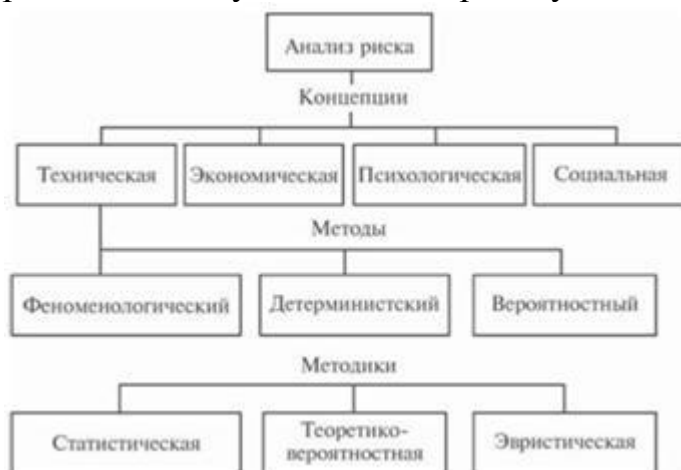 Анализ риска
Концепции
Техническая Экономическая Психологическая Социальная
Методы
Феноменологический Детерминистский Вероятностный
Методики
Статистическая Теоретико-
вероятностная Эвристическая